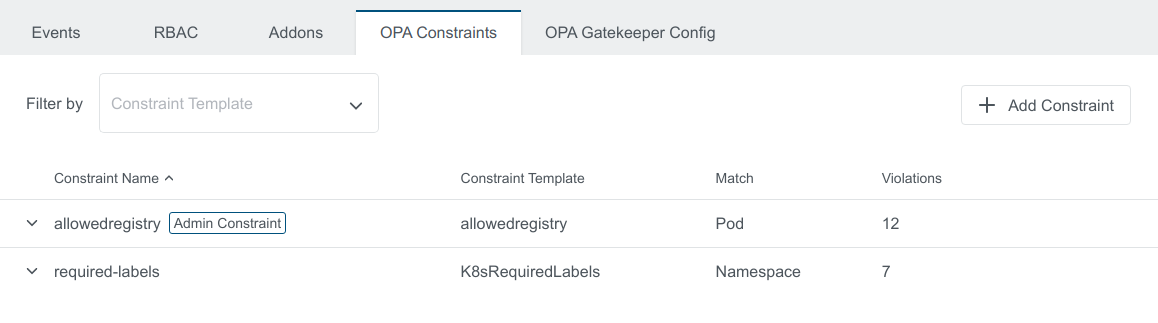 Events RBAC Addons OPA Constraints OPA Gatekeeper Config
Filter by Constraint Template Add Constraint
Constraint Name Constraint Template Match Violations
allowedregistry Admin Constraint allowedregistry Pod 12
required-labels K8sRequiredLabels Namespace 7